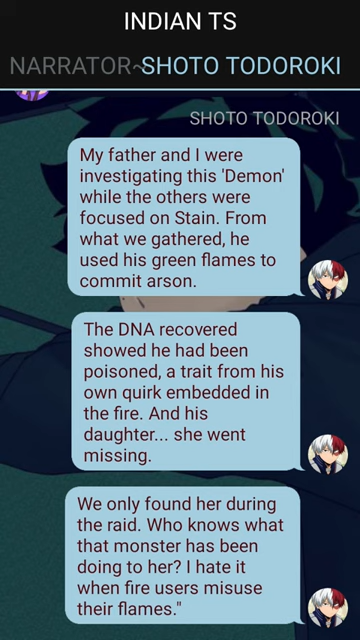 INDIAN TS
NARRATOR~SHOTO TODOROKI
SHOTO TODOROKI
My father and I were
investigating this 'Demon'
while the others were
focused on Stain. From
what we gathered, he
used his green flames to
commit arson.
The DNA recovered
showed he had been
poisoned, a trait from his
own quirk embedded in
the fire. And his
daughter... she went
missing.
We only found her during
the raid. Who knows what
that monster has been
doing to her? I hate it
when fire users misuse
their flames."